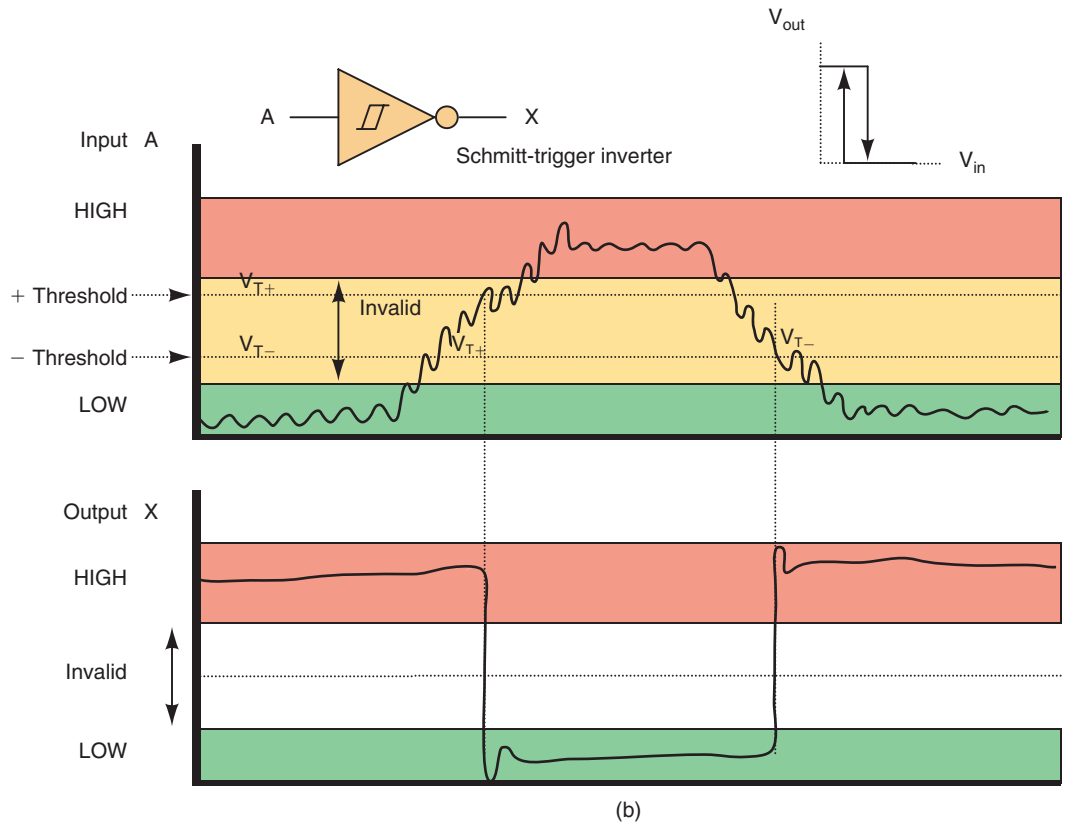 V_out
A
X
Schmitt-trigger inverter
V_in
Input A
HIGH
V_T+
+ Threshold
Invalid
V_T−
V_T+
V_T−
− Threshold
LOW
Output X
HIGH
Invalid
LOW
(b)